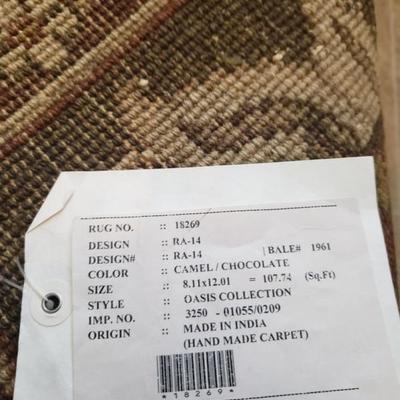 RUG NO. :: 18269
DESIGN :: RA-14
DESIGN# :: RA-14 | BALE# 1961
COLOR :: CAMEL / CHOCOLATE
SIZE :: 8.11x12.01 = 107.74 (Sq.Ft)
STYLE :: OASIS COLLECTION
IMP. NO. :: 3250 - 01055/0209
ORIGIN :: MADE IN INDIA
(HAND MADE CARPET)
*18269*